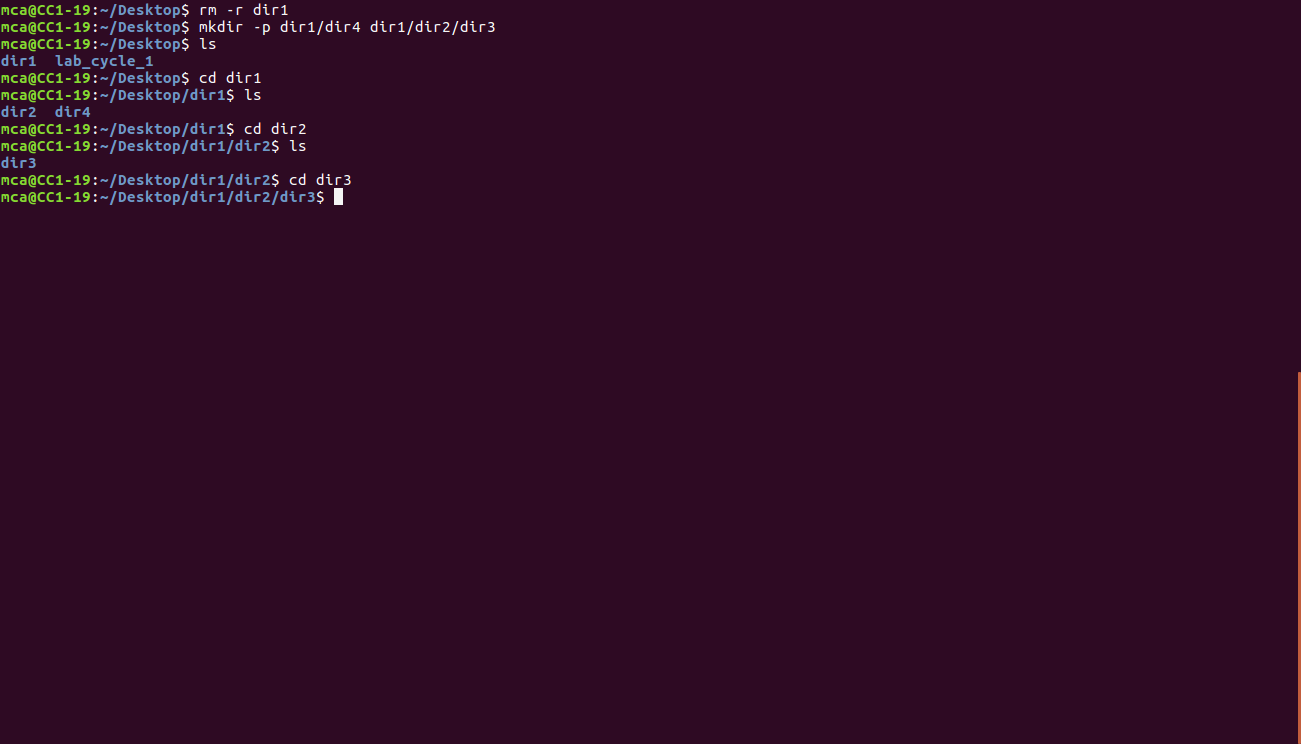 mca@CC1-19:~/Desktop$ rm -r dir1
mca@CC1-19:~/Desktop$ mkdir -p dir1/dir4 dir1/dir2/dir3
mca@CC1-19:~/Desktop$ ls
dir1  lab_cycle_1
mca@CC1-19:~/Desktop$ cd dir1
mca@CC1-19:~/Desktop/dir1$ ls
dir2  dir4
mca@CC1-19:~/Desktop/dir1$ cd dir2
mca@CC1-19:~/Desktop/dir1/dir2$ ls
dir3
mca@CC1-19:~/Desktop/dir1/dir2$ cd dir3
mca@CC1-19:~/Desktop/dir1/dir2/dir3$